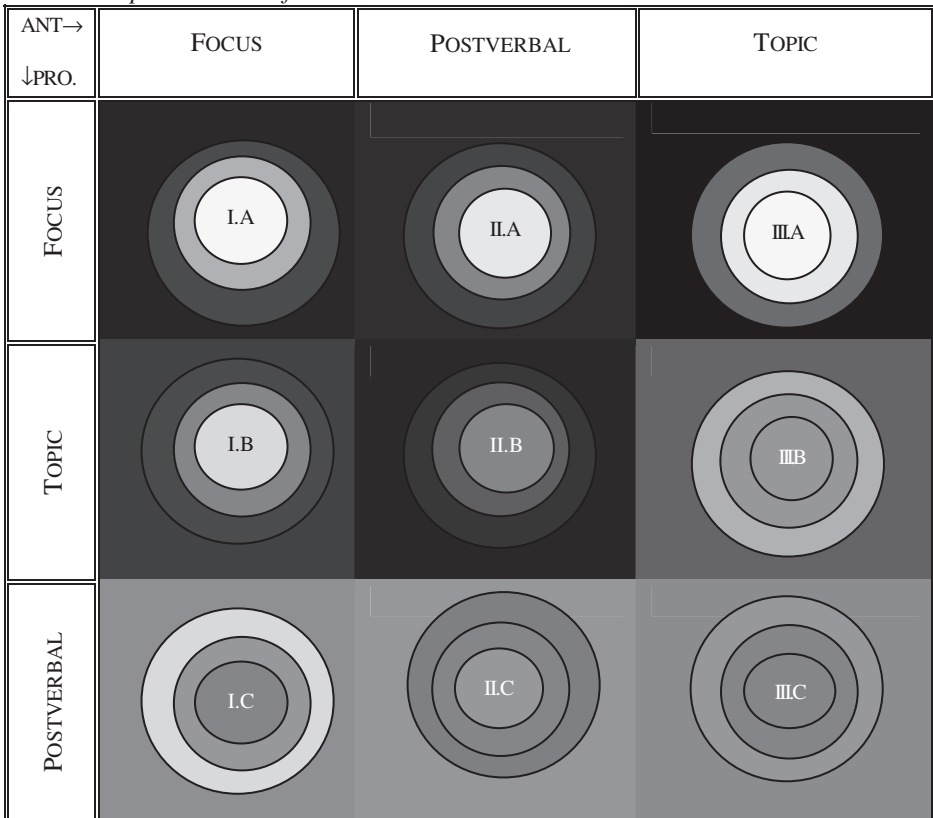 ANT→
↓PRO.
FOCUS
POSTVERBAL
TOPIC
FOCUS
I.A
II.A
III.A
TOPIC
I.B
II.B
III.B
POSTVERBAL
I.C
II.C
III.C